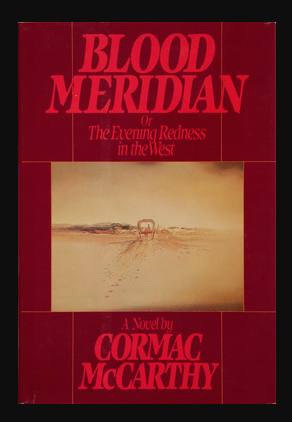 BLOOD
MERIDIAN
Or
The Evening Redness
in the West
A Novel by
CORMAC
McCARTHY